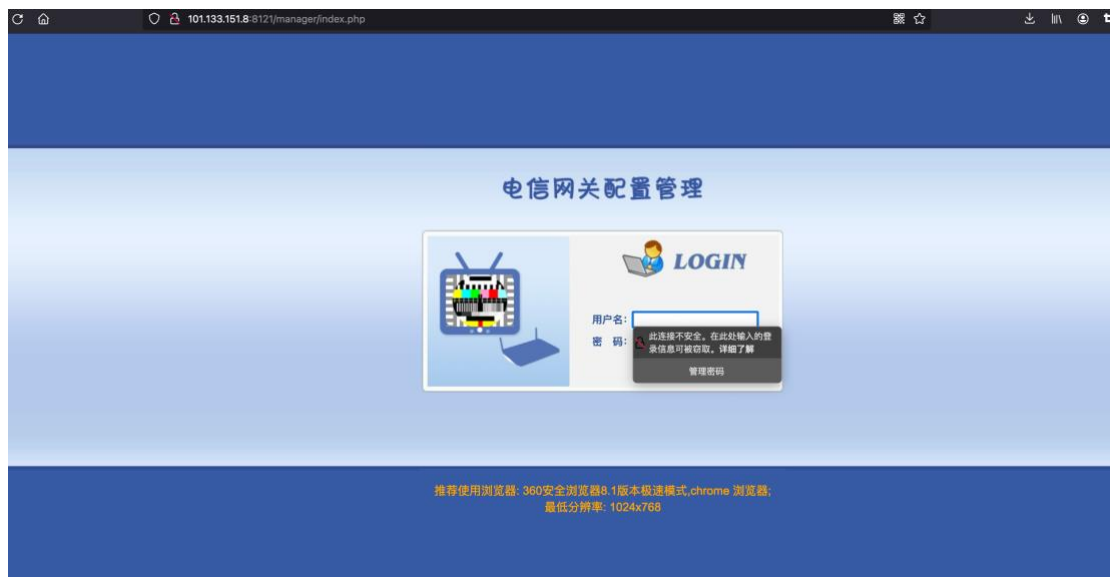 101.133.151.8:8121/manager/index.php
电信网关配置管理
LOGIN
用户名：
密 码：
此连接不安全。在此处输入的登
录信息可被窃取。详细了解
管理密码
推荐使用浏览器: 360安全浏览器8.1版本极速模式,chrome 浏览器;
最低分辨率: 1024x768